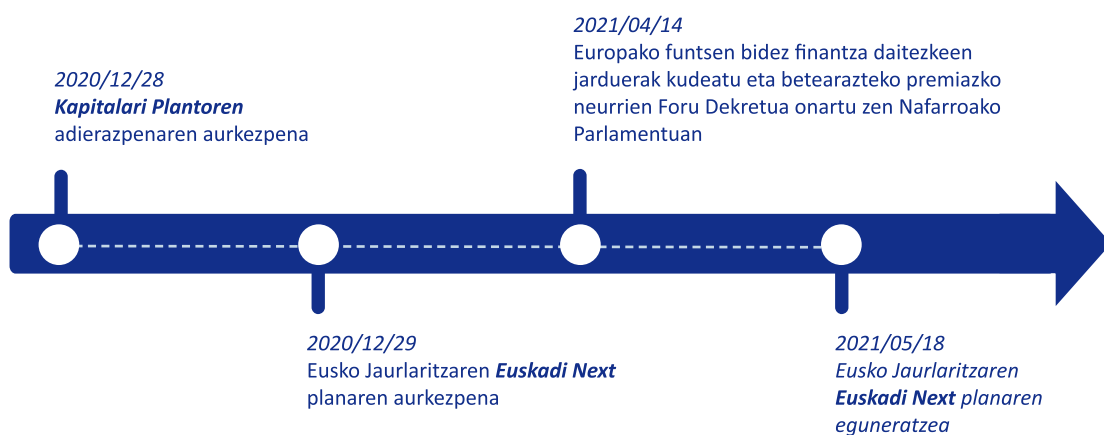 2020/12/28
Kapitalari Plantoren
adierazpenaren aurkezpena
2020/12/29
Eusko Jaurlaritzaren Euskadi Next
planaren aurkezpena
2021/04/14
Europako funtsen bidez finantza daitezkeen
jarduerak kudeatu eta betearazteko premiazko
neurrien Foru Dekretua onartu zen Nafarroako
Parlamentuan
2021/05/18
Eusko Jaurlaritzaren
Euskadi Next planaren
eguneratzea